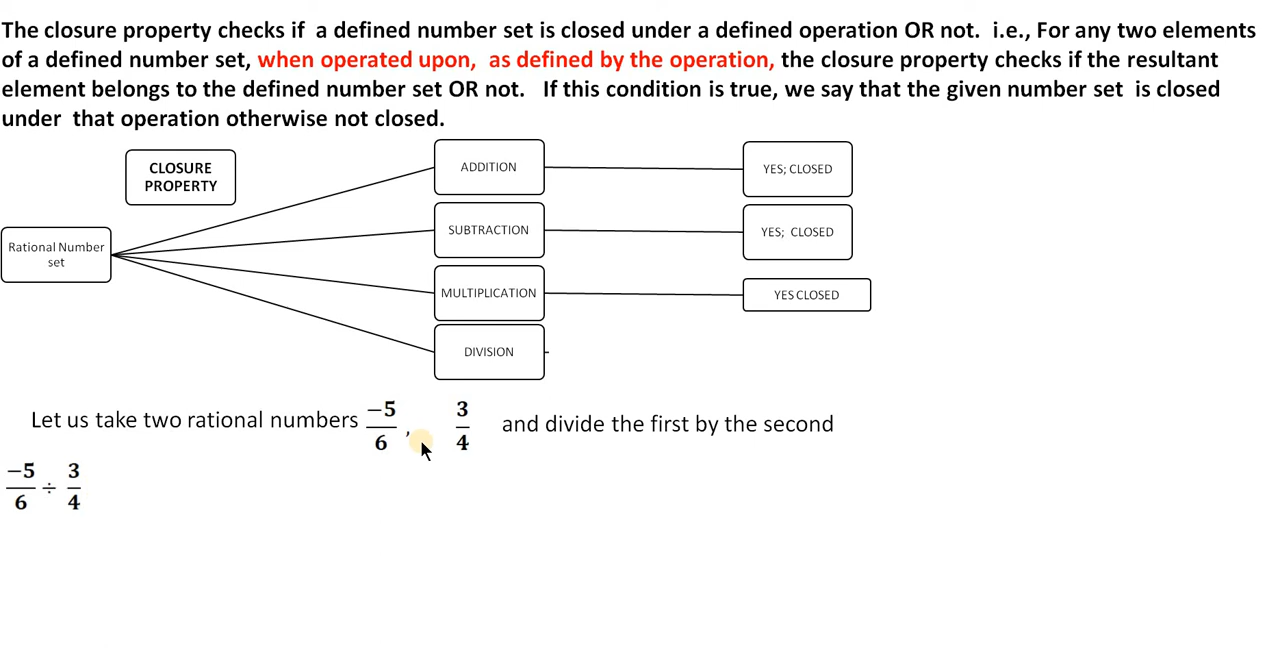 The closure property checks if a defined number set is closed under a defined operation OR not. i.e., For any two elements
of a defined number set, when operated upon, as defined by the operation, the closure property checks if the resultant
element belongs to the defined number set OR not. If this condition is true, we say that the given number set is closed
under that operation otherwise not closed.
CLOSURE
PROPERTY
ADDITION
YES; CLOSED
SUBTRACTION
YES; CLOSED
Rational Number
set
MULTIPLICATION
YES CLOSED
DIVISION
Let us take two rational numbers −5/6 , 3/4 and divide the first by the second
−5/6 ÷ 3/4